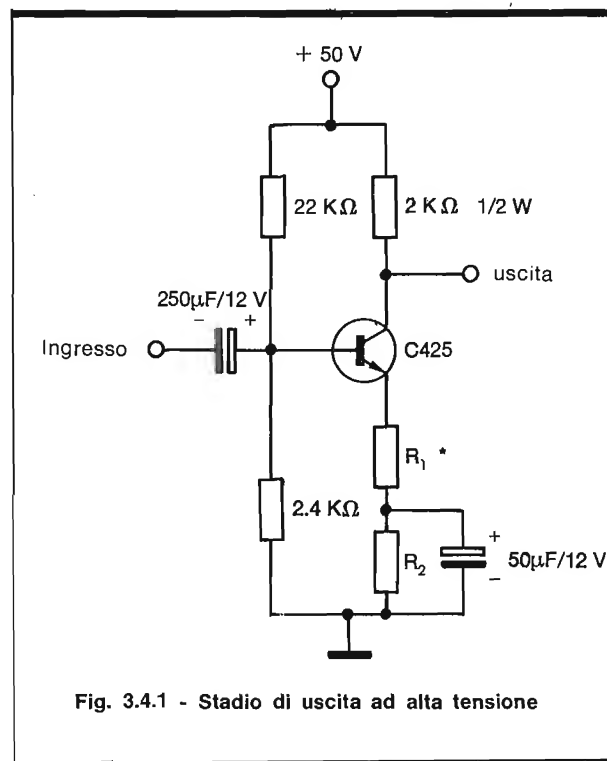 + 50 V
22 KΩ
2 KΩ 1/2 W
uscita
250µF/12 V
- +
Ingresso
C425
R₁ *
2.4 KΩ
R₂
+
50µF/12 V
-
Fig. 3.4.1 - Stadio di uscita ad alta tensione